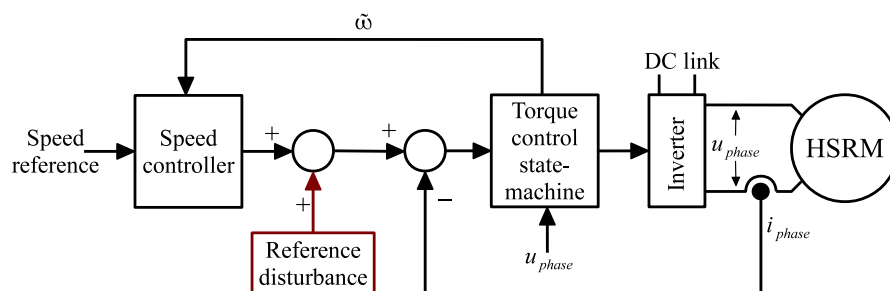 ω̃
DC link
Speed
reference
Speed
controller
+
+
+
−
Torque
control
state-
machine
Inverter
u phase
HSRM
Reference
disturbance
u phase
i phase